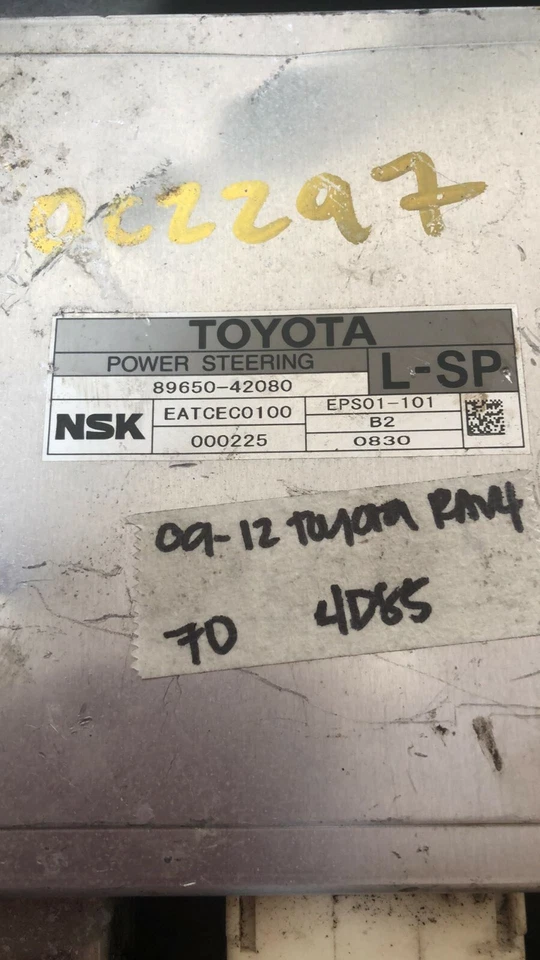 OC2297
TOYOTA
POWER STEERING
L-SP
89650-42080
NSK
EATCEC0100
EPS01-101
B2
000225
0830
09-12 TOYOTA RAV4
70 4D65